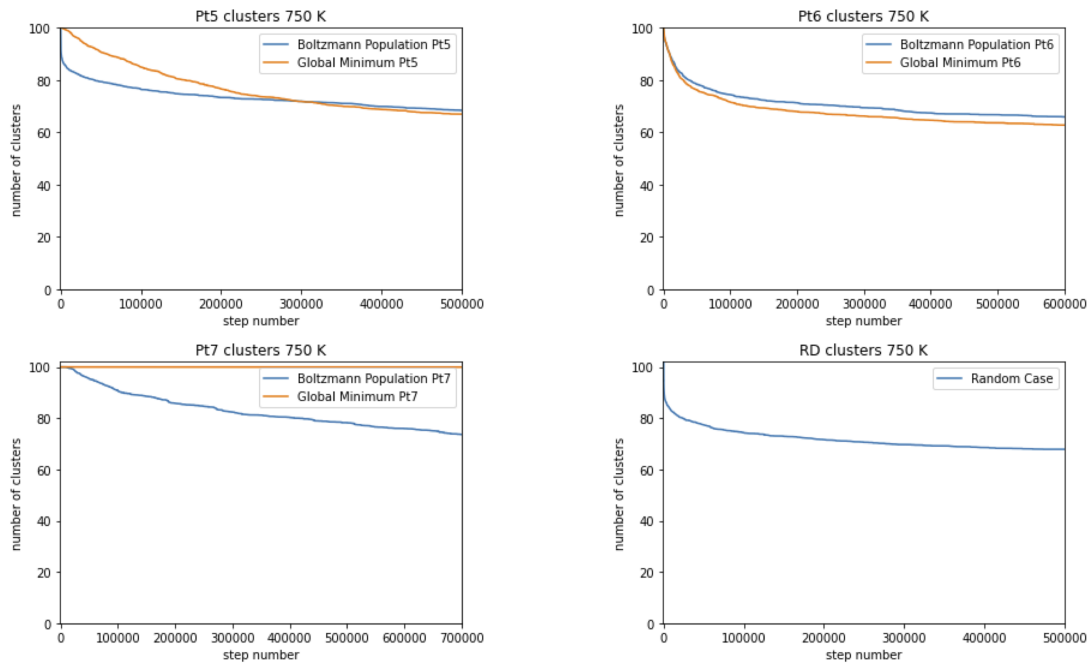 Pt5 clusters 750 K
100
80
60
40
20
0
number of clusters
Boltzmann Population Pt5
Global Minimum Pt5
0 100000 200000 300000 400000 500000
step number
Pt6 clusters 750 K
100
80
60
40
20
0
number of clusters
Boltzmann Population Pt6
Global Minimum Pt6
0 100000 200000 300000 400000 500000 600000
step number
Pt7 clusters 750 K
100
80
60
40
20
0
number of clusters
Boltzmann Population Pt7
Global Minimum Pt7
0 100000 200000 300000 400000 500000 600000 700000
step number
RD clusters 750 K
100
80
60
40
20
0
number of clusters
Random Case
0 100000 200000 300000 400000 500000
step number